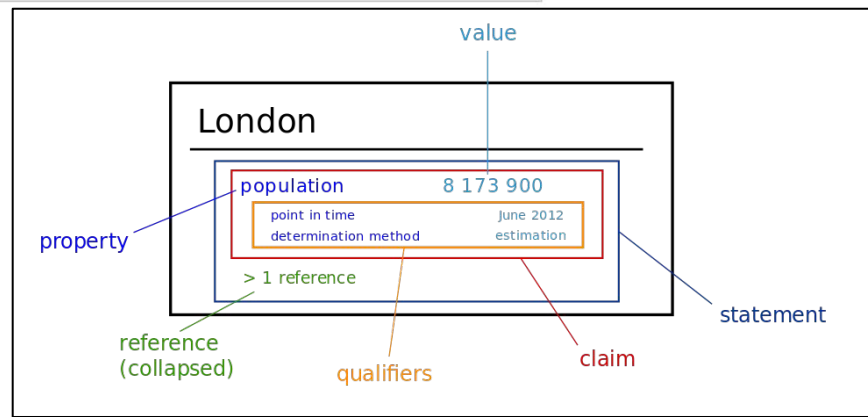 value
London
population 8 173 900
point in time June 2012
determination method estimation
property
> 1 reference
statement
reference
(collapsed)
claim
qualifiers